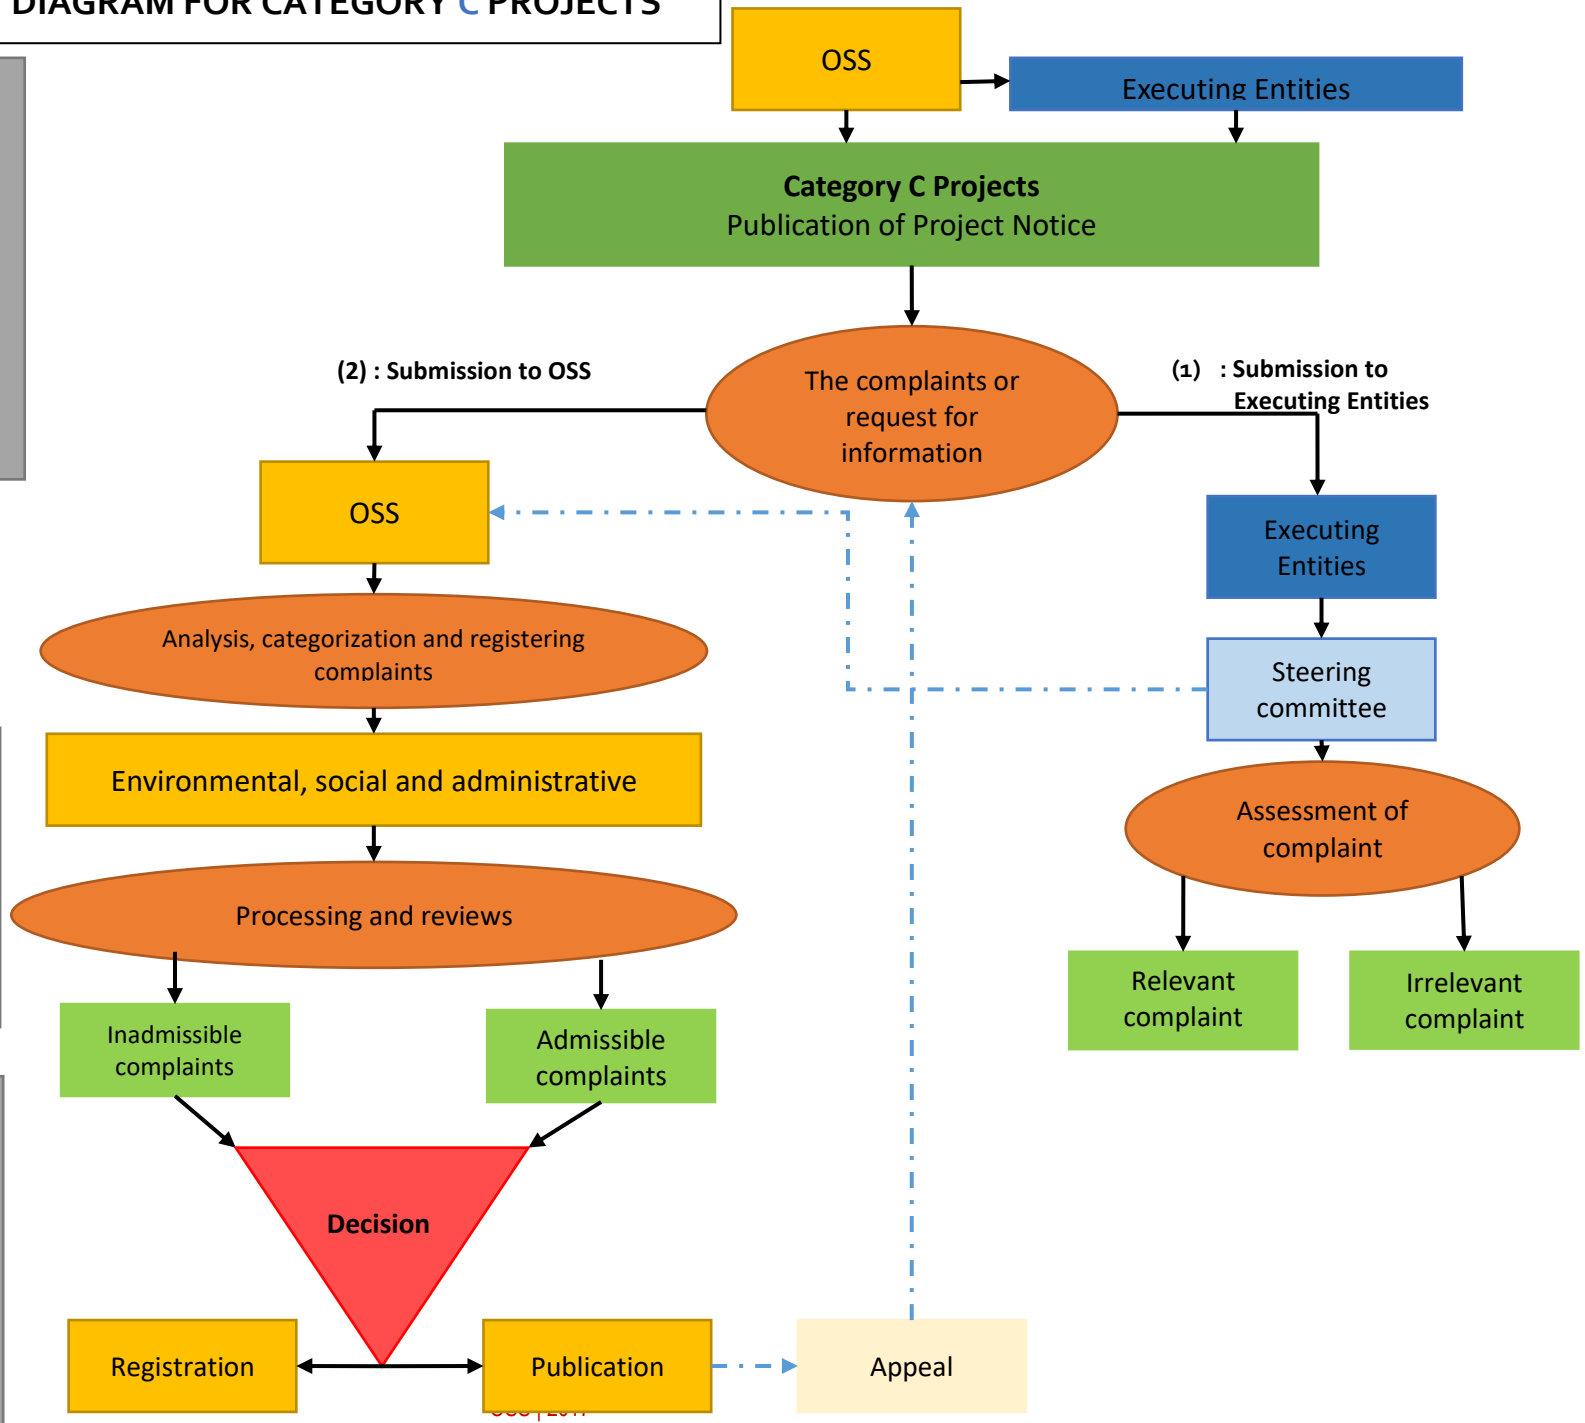 DIAGRAM FOR CATEGORY C PROJECTS
OSS
Executing Entities
Category C Projects
Publication of Project Notice
(2) : Submission to OSS
The complaints or
request for
information
(1) : Submission to
Executing Entities
OSS
Executing
Entities
Analysis, categorization and registering
complaints
Steering
committee
Environmental, social and administrative
Assessment of
complaint
Processing and reviews
Relevant
complaint
Irrelevant
complaint
Inadmissible
complaints
Admissible
complaints
Decision
Registration
Publication
Appeal
OSS | 2017